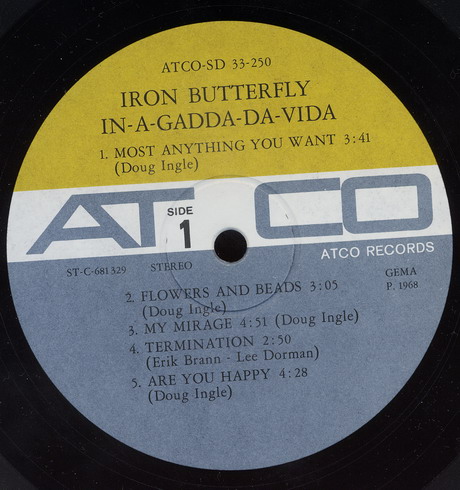 ATCO-SD 33-250
IRON BUTTERFLY
IN-A-GADDA-DA-VIDA
1. MOST ANYTHING YOU WANT 3:41
(Doug Ingle)
ATCO
SIDE
1
ATCO RECORDS
ST-C-681329 STEREO
GEMA
P. 1968
2. FLOWERS AND BEADS 3:05
(Doug Ingle)
3. MY MIRAGE 4:51 (Doug Ingle)
4. TERMINATION 2:50
(Erik Brann - Lee Dorman)
5. ARE YOU HAPPY 4:28
(Doug Ingle)